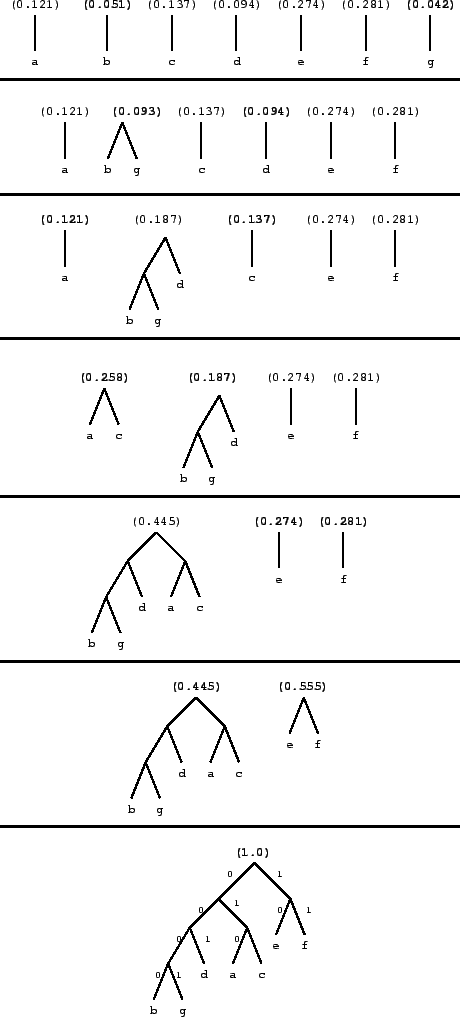 (0.121) (0.051) (0.137) (0.094) (0.274) (0.281) (0.042)
a b c d e f g
(0.121) (0.093) (0.137) (0.094) (0.274) (0.281)
a b g c d e f
(0.121) (0.187) (0.137) (0.274) (0.281)
a c e f
d
b g
(0.258) (0.187) (0.274) (0.281)
a c e f
d
b g
(0.445) (0.274) (0.281)
e f
d a c
b g
(0.445) (0.555)
e f
d a c
b g
(1.0)
0 1
0 1 0 1
0 1 0 e f
0 1 d a c
b g